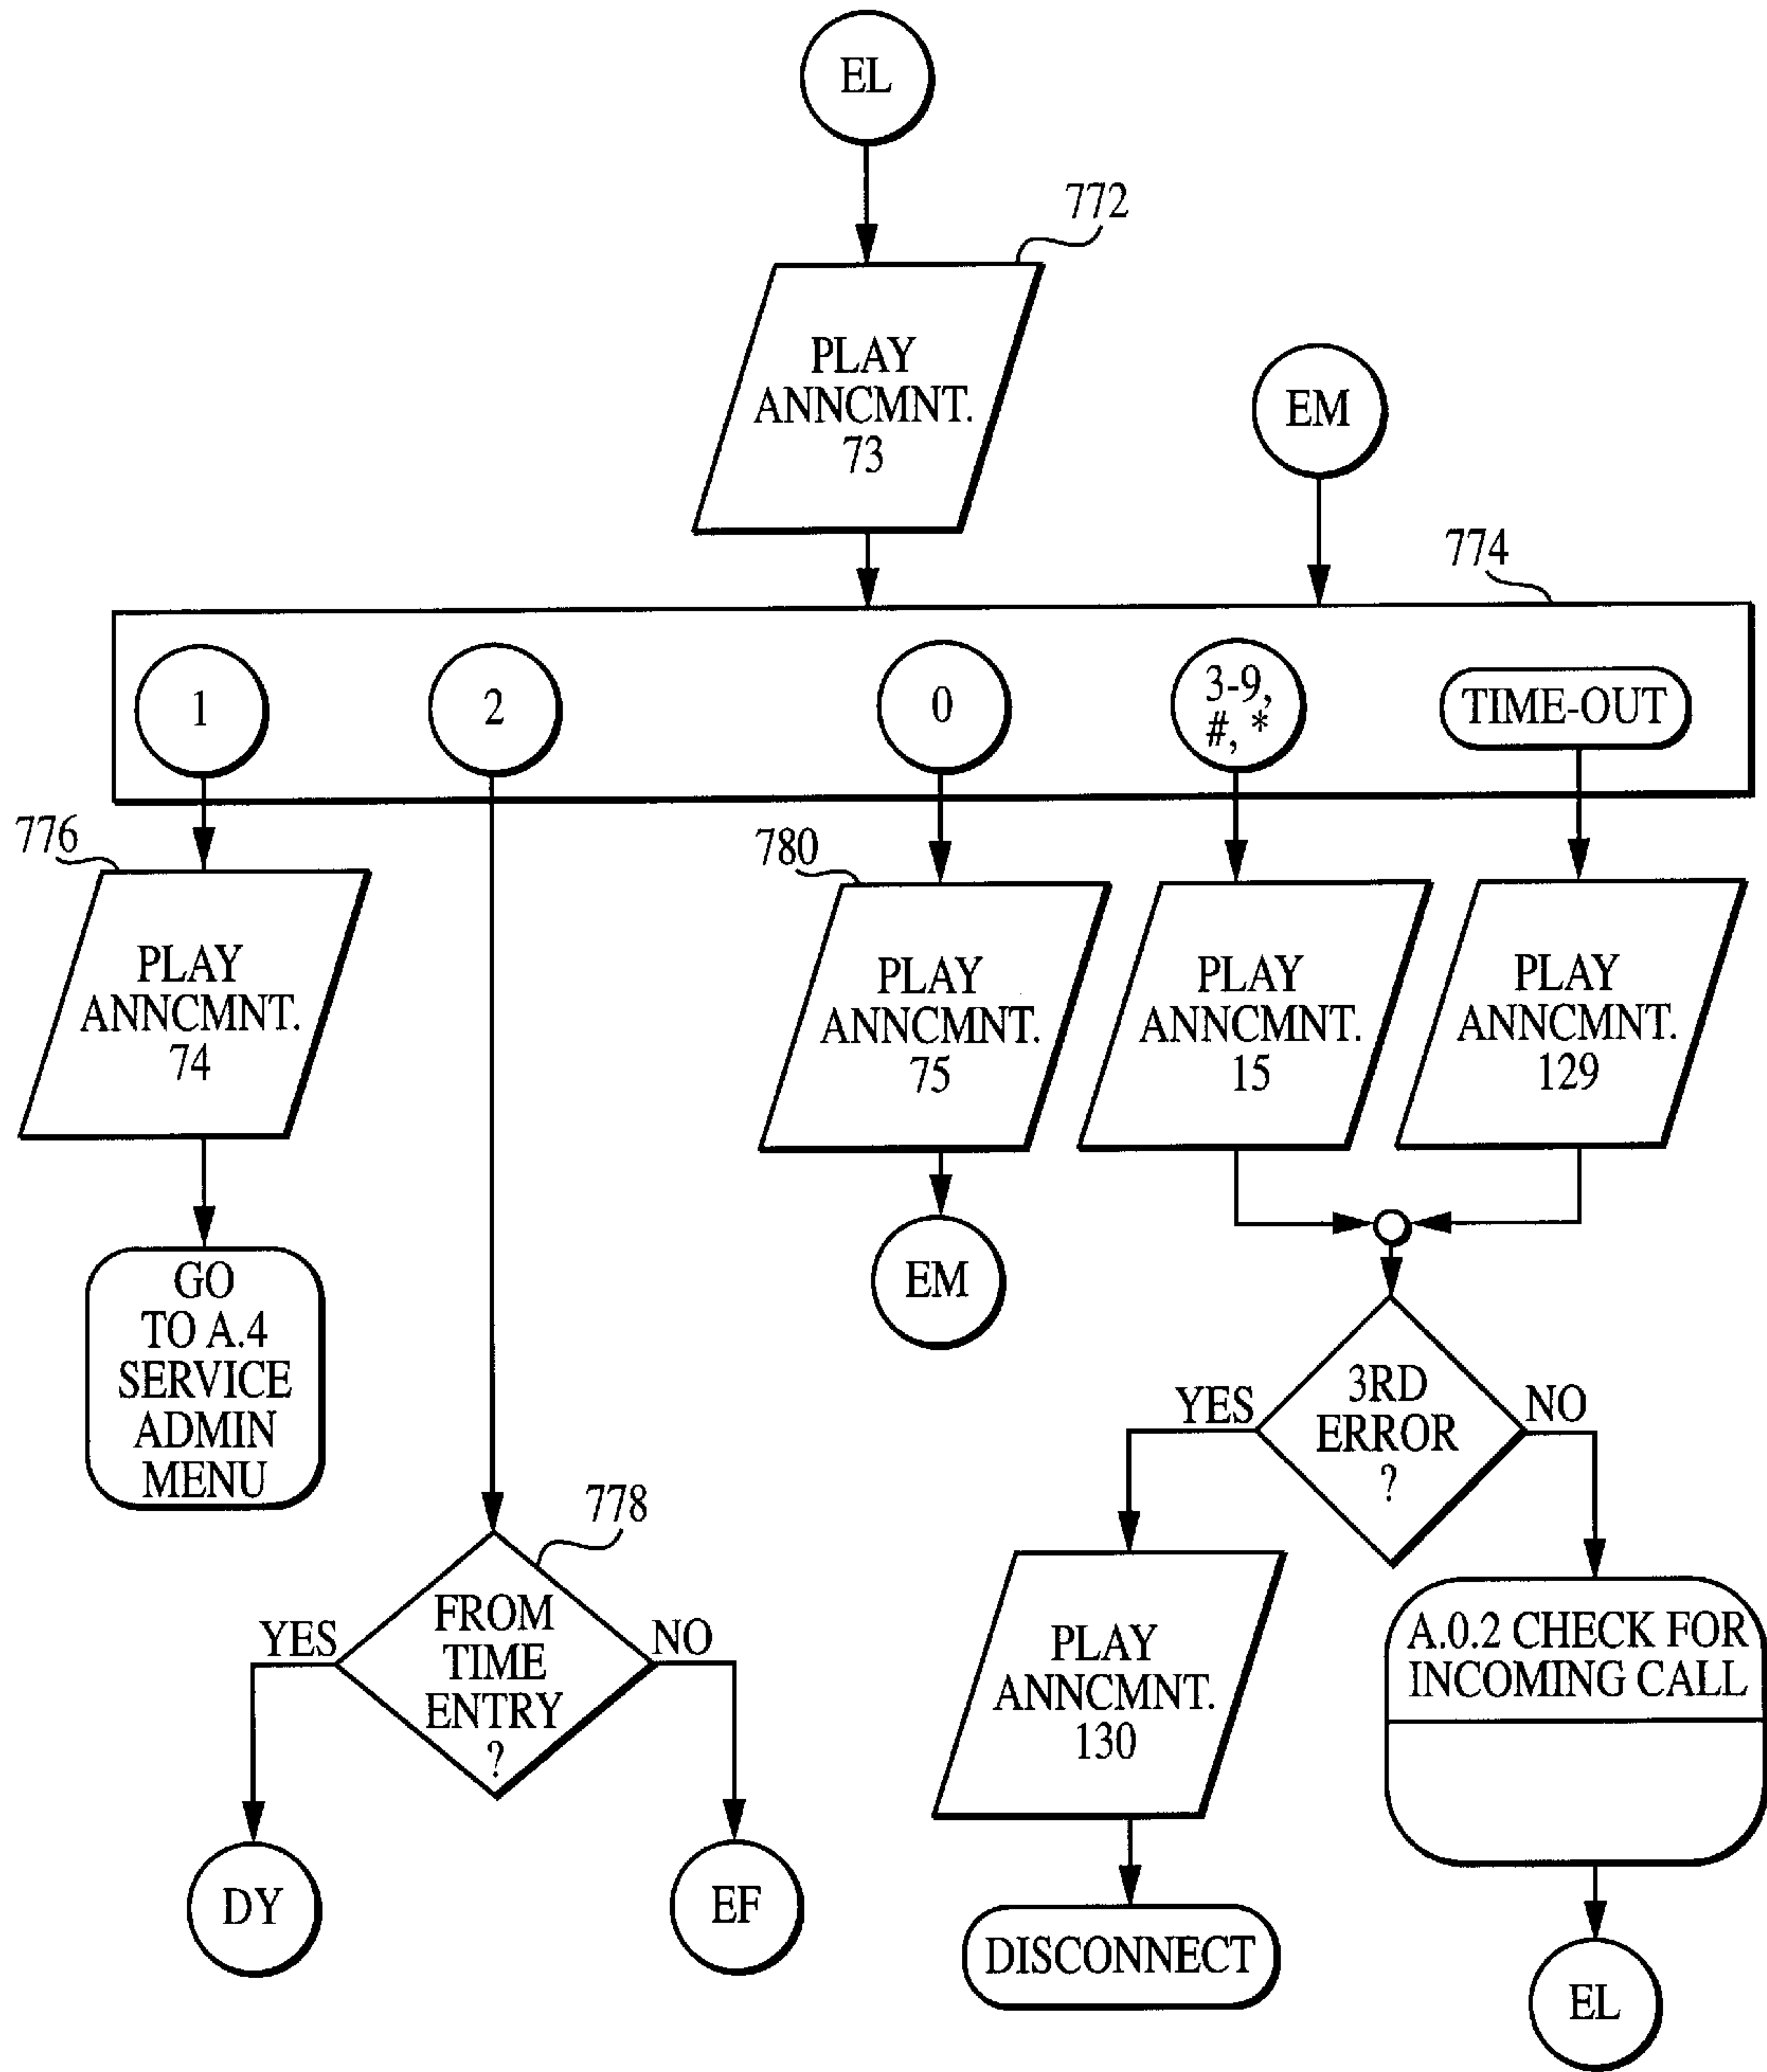 EL
772
PLAY
ANNCMNT.
73
EM
774
1
2
0
3-9,
#, *
TIME-OUT
776
PLAY
ANNCMNT.
74
780
PLAY
ANNCMNT.
75
PLAY
ANNCMNT.
15
PLAY
ANNCMNT.
129
GO
TO A.4
SERVICE
ADMIN
MENU
EM
3RD
ERROR
?
YES
NO
778
FROM
TIME
ENTRY
?
YES
NO
PLAY
ANNCMNT.
130
A.0.2 CHECK FOR
INCOMING CALL
DY
EF
DISCONNECT
EL